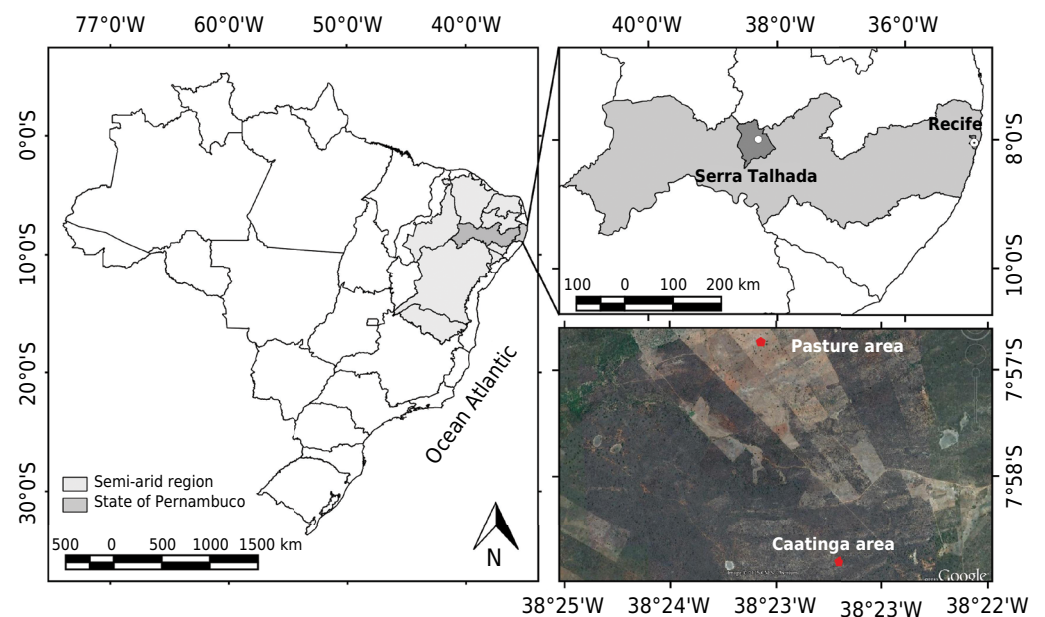 77°0'W 60°0'W 50°0'W 40°0'W
0°0'S
10°0'S
20°0'S
30°0'S
Ocean Atlantic
Semi-arid region
State of Pernambuco
500 0 500 1000 1500 km
N
40°0'W 38°0'W 36°0'W
8°0'S
10°0'S
Recife
Serra Talhada
100 0 100 200 km
Pasture area
7°57'S
7°58'S
Caatinga area
Google
38°25'W 38°24'W 38°23'W 38°23'W 38°22'W